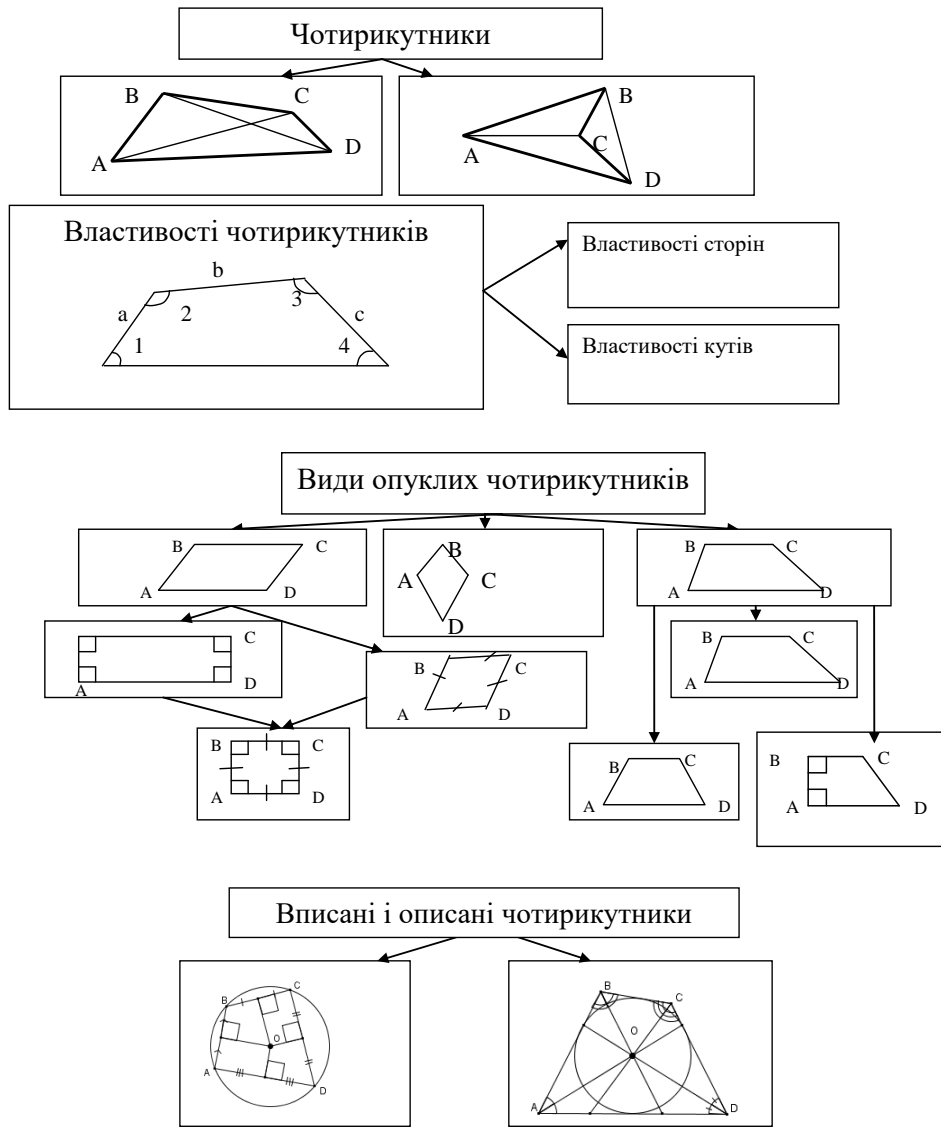 Чотирикутники
B
C
A
D
B
A
C
D
Властивості чотирикутників
b
a
2
3
c
1
4
Властивості сторін
Властивості кутів
Види опуклих чотирикутників
B
C
A
D
B
A
C
D
B
C
A
D
C
A
D
B
C
A
D
B
C
A
D
B
C
A
D
B
C
A
D
B
C
A
D
Вписані і описані чотирикутники
B
C
O
A
D
B
C
O
A
D